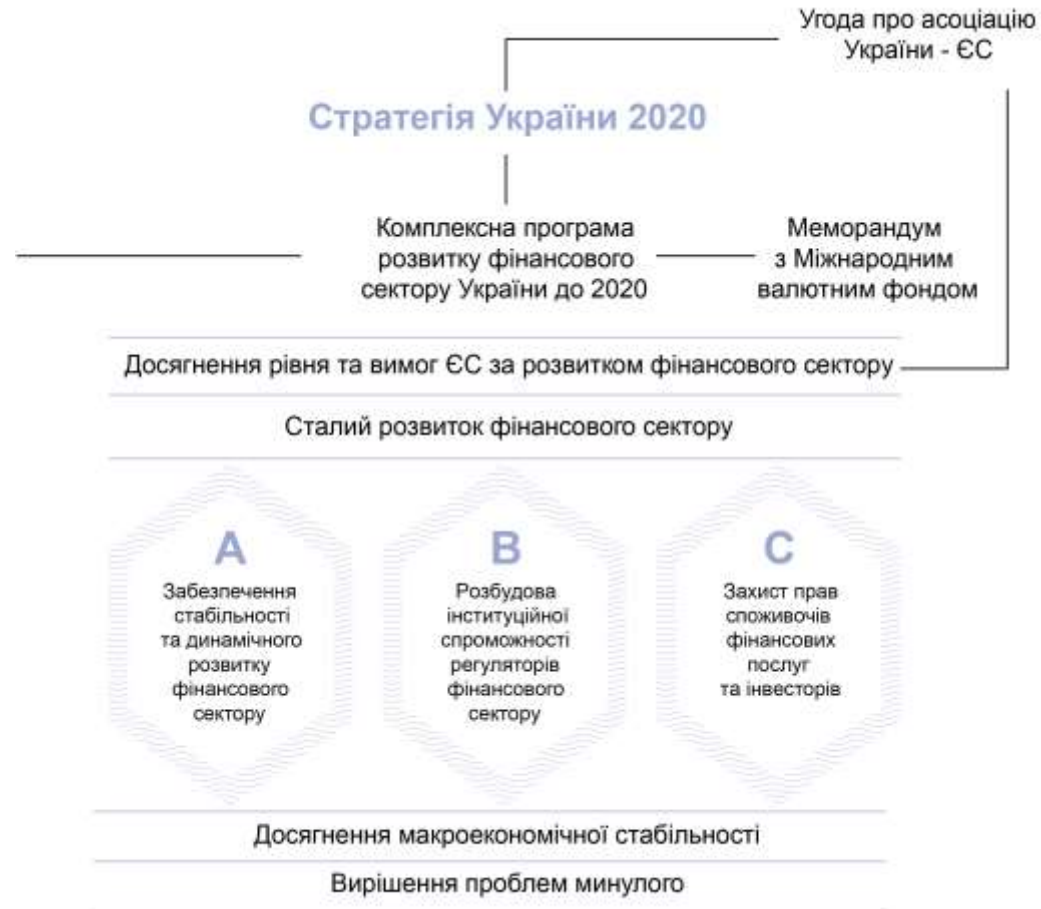 Угода про асоціацію
України - ЄС
Стратегія України 2020
Комплексна програма
розвитку фінансового
сектору України до 2020
Меморандум
з Міжнародним
валютним фондом
Досягнення рівня та вимог ЄС за розвитком фінансового сектору
Сталий розвиток фінансового сектору
A
Забезпечення
стабільності
та динамічного
розвитку
фінансового
сектору
B
Розбудова
інституційної
спроможності
регуляторів
фінансового
сектору
C
Захист прав
споживочів
фінансових
послуг
та інвесторів
Досягнення макроекономічної стабільності
Вирішення проблем минулого